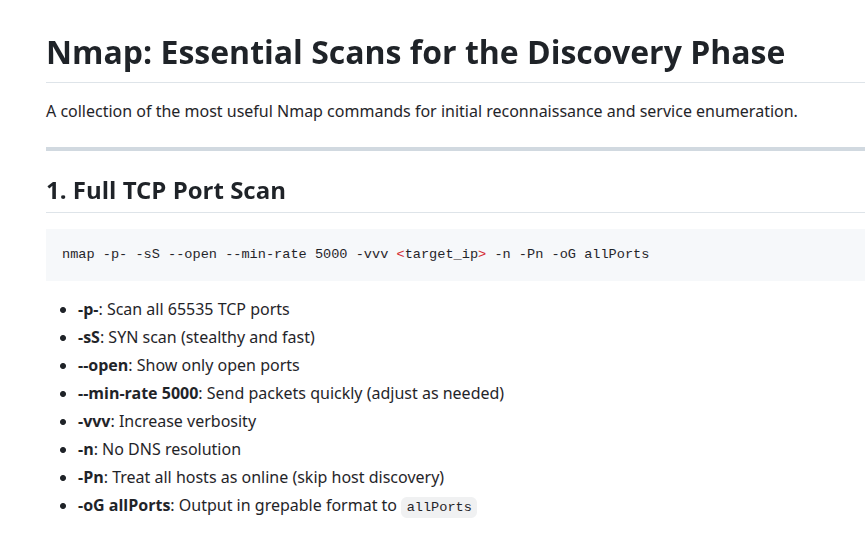 Nmap: Essential Scans for the Discovery Phase
A collection of the most useful Nmap commands for initial reconnaissance and service enumeration.
1. Full TCP Port Scan
nmap -p- -sS --open --min-rate 5000 -vvv <target_ip> -n -Pn -oG allPorts
• -p-: Scan all 65535 TCP ports
• -sS: SYN scan (stealthy and fast)
• --open: Show only open ports
• --min-rate 5000: Send packets quickly (adjust as needed)
• -vvv: Increase verbosity
• -n: No DNS resolution
• -Pn: Treat all hosts as online (skip host discovery)
• -oG allPorts: Output in grepable format to allPorts